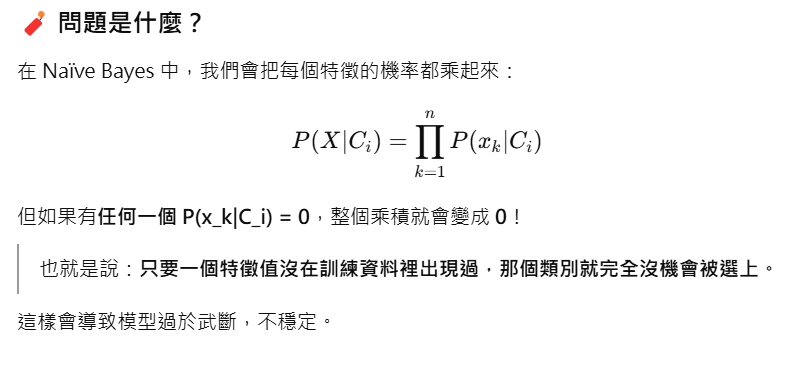 🧨 問題是什麼？
在 Naïve Bayes 中，我們會把每個特徵的機率都乘起來：
P(X|C_i) = ∏_{k=1}^{n} P(x_k|C_i)
但如果有任何一個 P(x_k|C_i) = 0，整個乘積就會變成 0！
也就是說：只要一個特徵值沒在訓練資料裡出現過，那個類別就完全沒機會被選上。
這樣會導致模型過於武斷，不穩定。